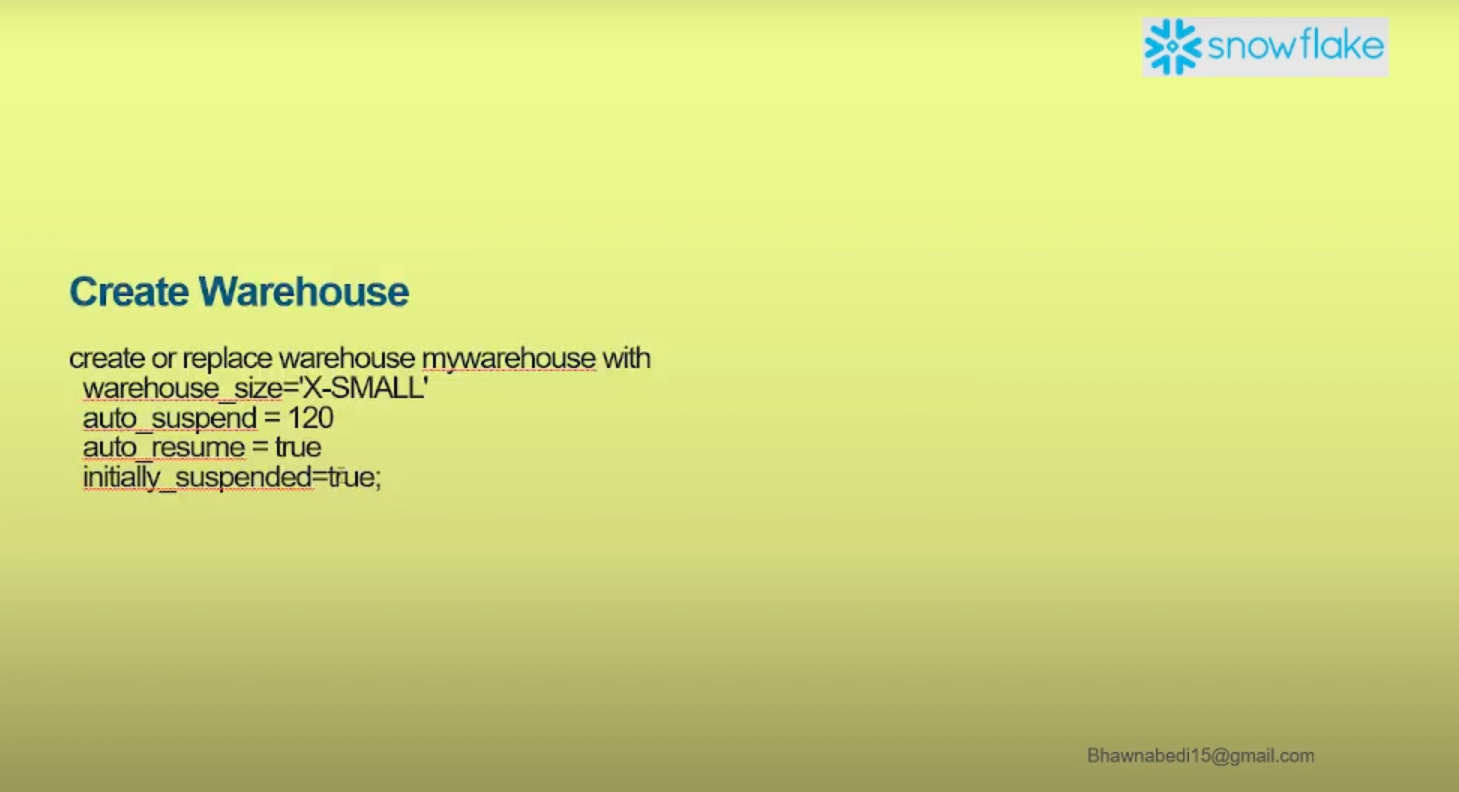 snowflake
Create Warehouse
create or replace warehouse mywarehouse with
warehouse_size='X-SMALL'
auto_suspend = 120
auto_resume = true
initially_suspended=true;
Bhawnabedi15@gmail.com